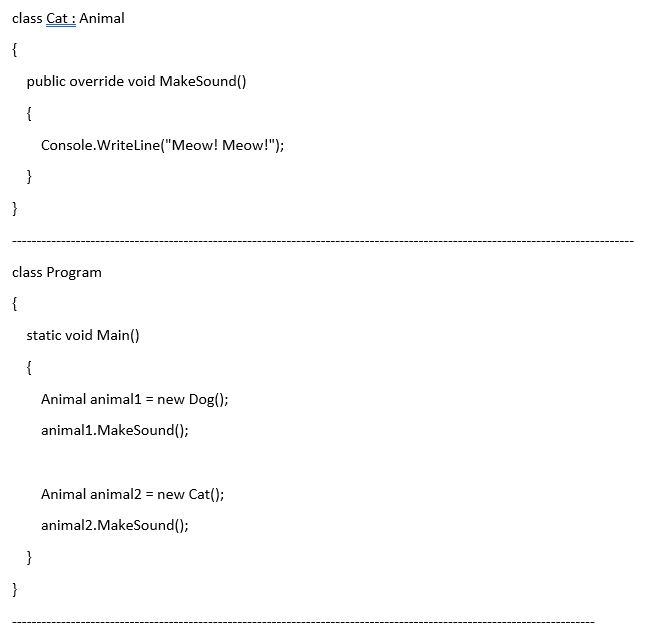 class Cat : Animal
{
public override void MakeSound()
{
Console.WriteLine("Meow! Meow!");
}
}
--------------------------------------------------------------------------------------------------------------------------------
class Program
{
static void Main()
{
Animal animal1 = new Dog();
animal1.MakeSound();
Animal animal2 = new Cat();
animal2.MakeSound();
}
}
------------------------------------------------------------------------------------------------------------------------